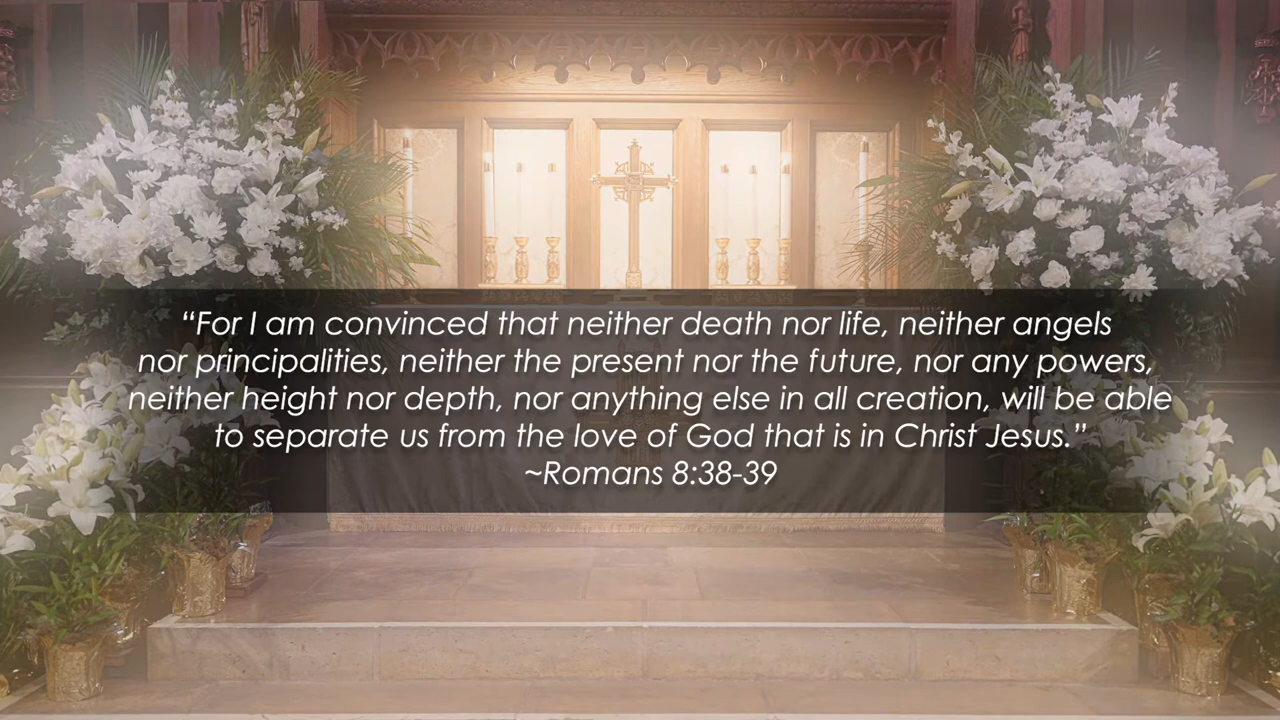 “For I am convinced that neither death nor life, neither angels
nor principalities, neither the present nor the future, nor any powers,
neither height nor depth, nor anything else in all creation, will be able
to separate us from the love of God that is in Christ Jesus.”
~Romans 8:38-39